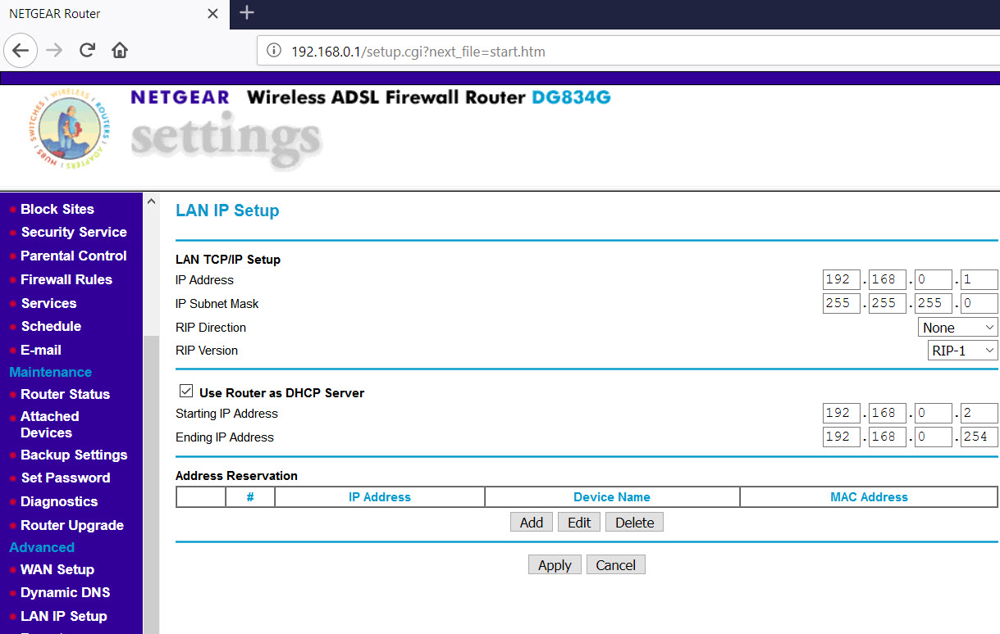 NETGEAR Router
192.168.0.1/setup.cgi?next_file=start.htm
SWITCHES WIRELESS ROUTERS ADAPTERS HUBS
NETGEAR Wireless ADSL Firewall Router DG834G
settings
Block Sites
Security Service
Parental Control
Firewall Rules
Services
Schedule
E-mail
Maintenance
Router Status
Attached
Devices
Backup Settings
Set Password
Diagnostics
Router Upgrade
Advanced
WAN Setup
Dynamic DNS
LAN IP Setup
LAN IP Setup
LAN TCP/IP Setup
IP Address 192 . 168 . 0 . 1
IP Subnet Mask 255 . 255 . 255 . 0
RIP Direction None
RIP Version RIP-1
Use Router as DHCP Server
Starting IP Address 192 . 168 . 0 . 2
Ending IP Address 192 . 168 . 0 . 254
Address Reservation
# IP Address Device Name MAC Address
Add Edit Delete
Apply Cancel